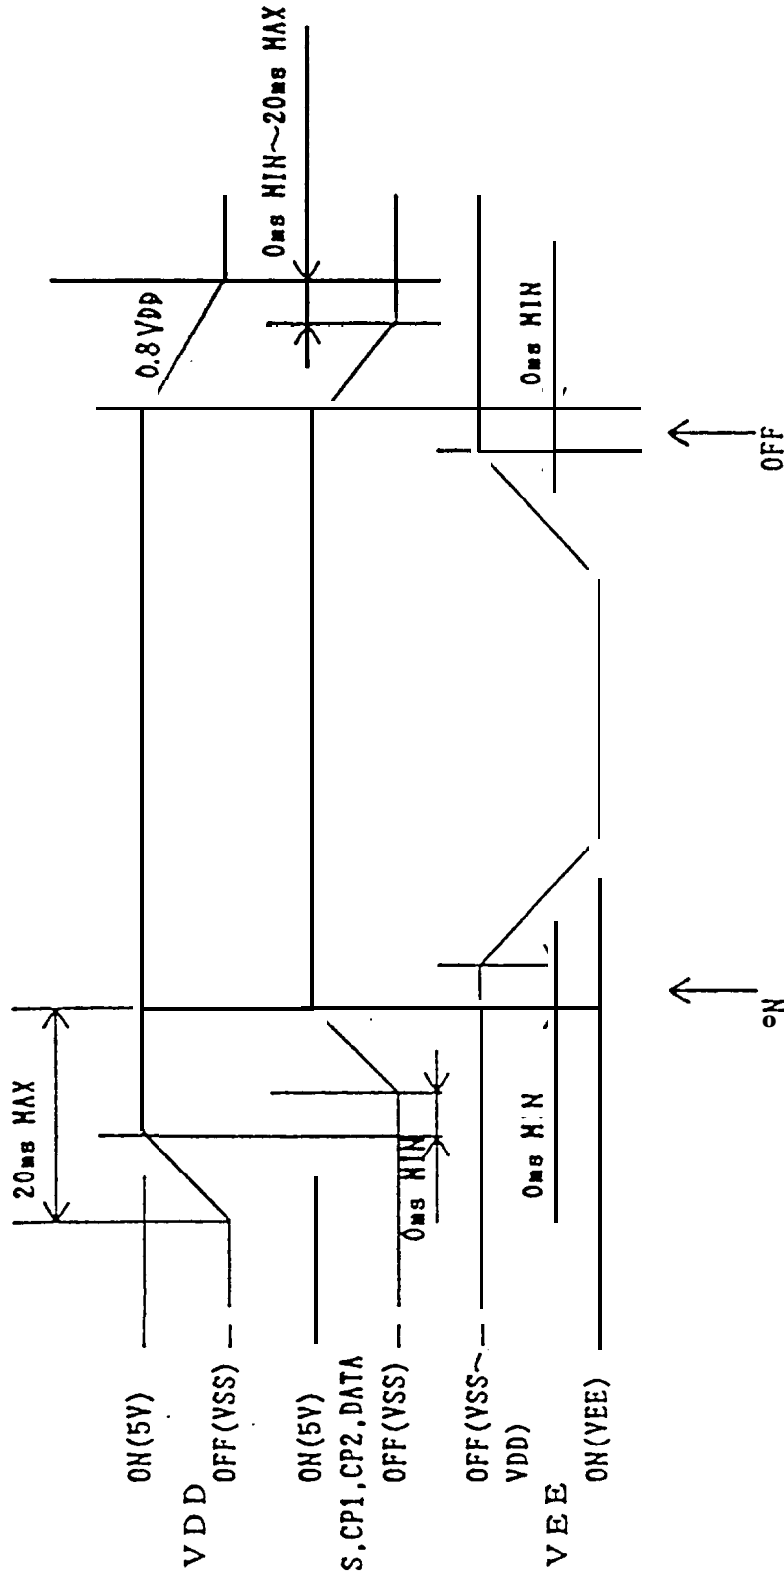 20ms MAX
0.8VDD
0ms MIN~20ms MAX
ON(5V)
VDD
OFF(VSS)
ON(5V)
S,CP1,CP2,DATA
OFF(VSS)
0ms MIN
OFF(VSS~
VDD)
VEE
ON(VEE)
0ms MIN
0ms MIN
ON
OFF